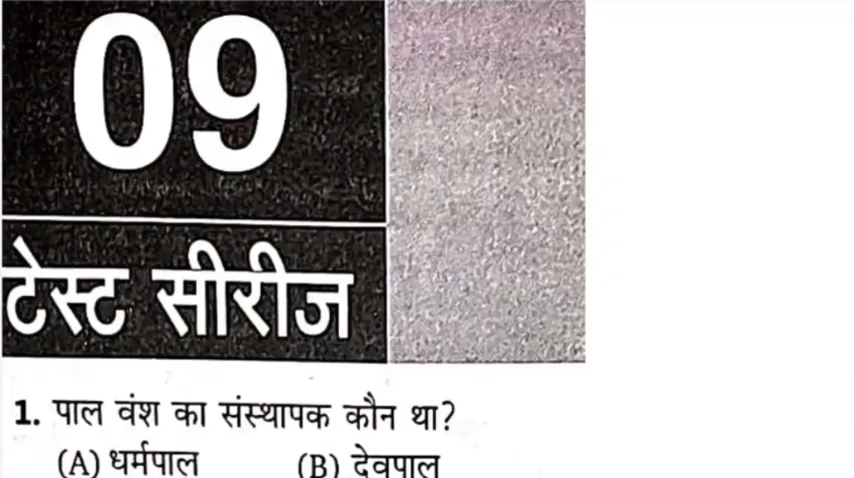 09
टेस्ट सीरीज
1. पाल वंश का संस्थापक कौन था?
(A) धर्मपाल (B) देवपाल